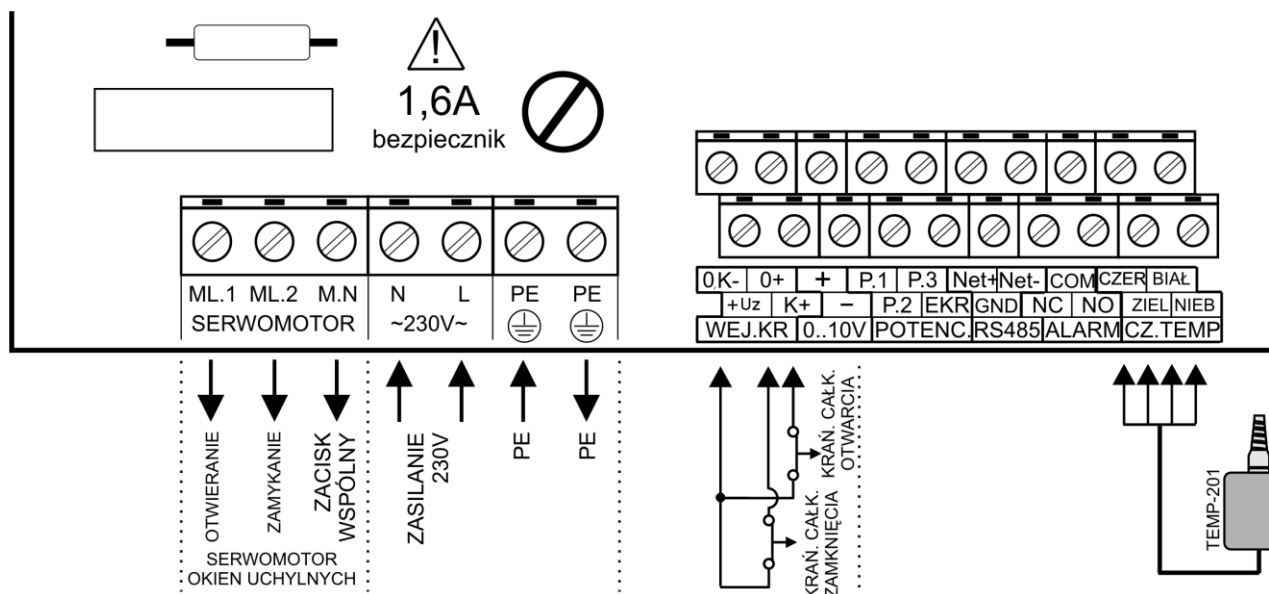 1,6A
bezpiecznik
ML.1 ML.2 M.N N L PE PE
SERWOMOTOR ~230V~
0,K- 0+ + P.1 P.3 Net+ Net- COM CZER BIAŁ
+Uz K+ – P.2 EKR GND NC NO ZIEL NIEB
WEJ.KR 0..10V POTENC. RS485 ALARM CZ.TEMP
OTWIERANIE
ZAMYKANIE
ZACISK
WSPÓLNY
ZASILANIE
230V
PE
PE
SERWOMOTOR
OKIEN UCHYLNYCH
KRAŃ. CAŁK.
OTWARCIA
KRAŃ. CAŁK.
ZAMKNIĘCIA
TEMP-201